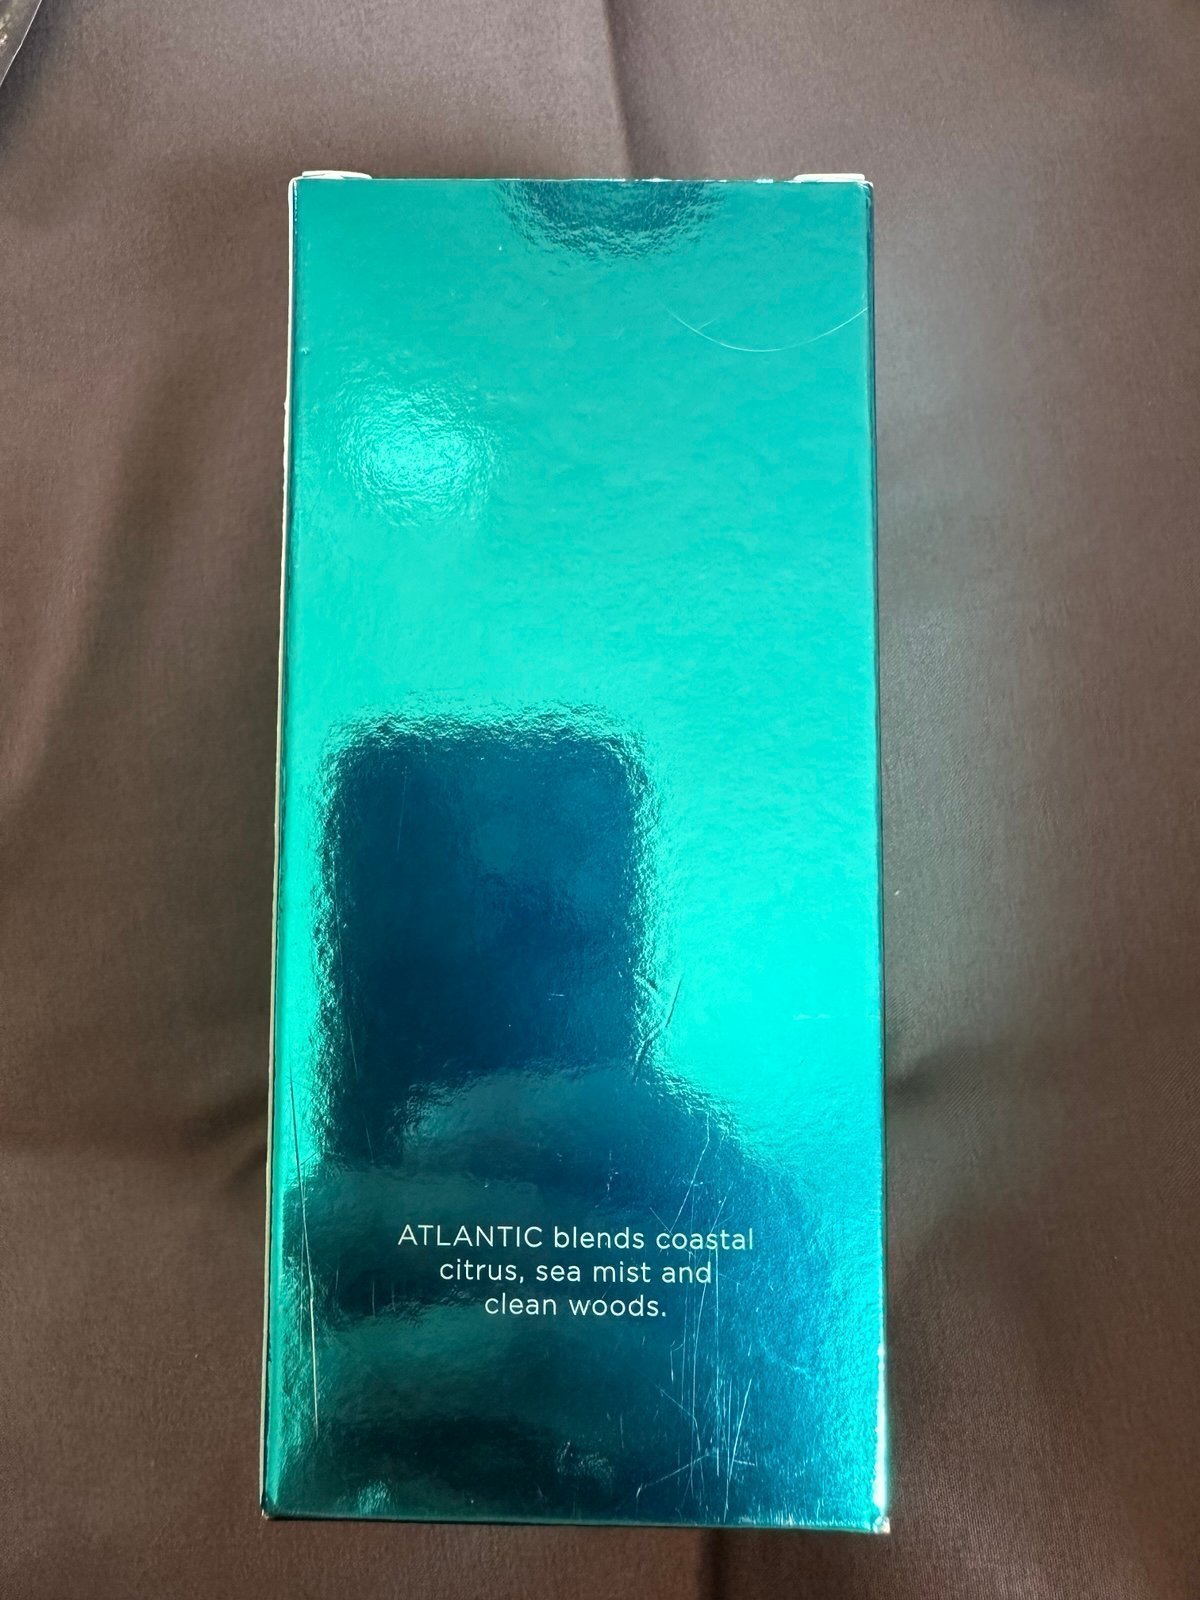 ATLANTIC blends coastal
citrus, sea mist and
clean woods.